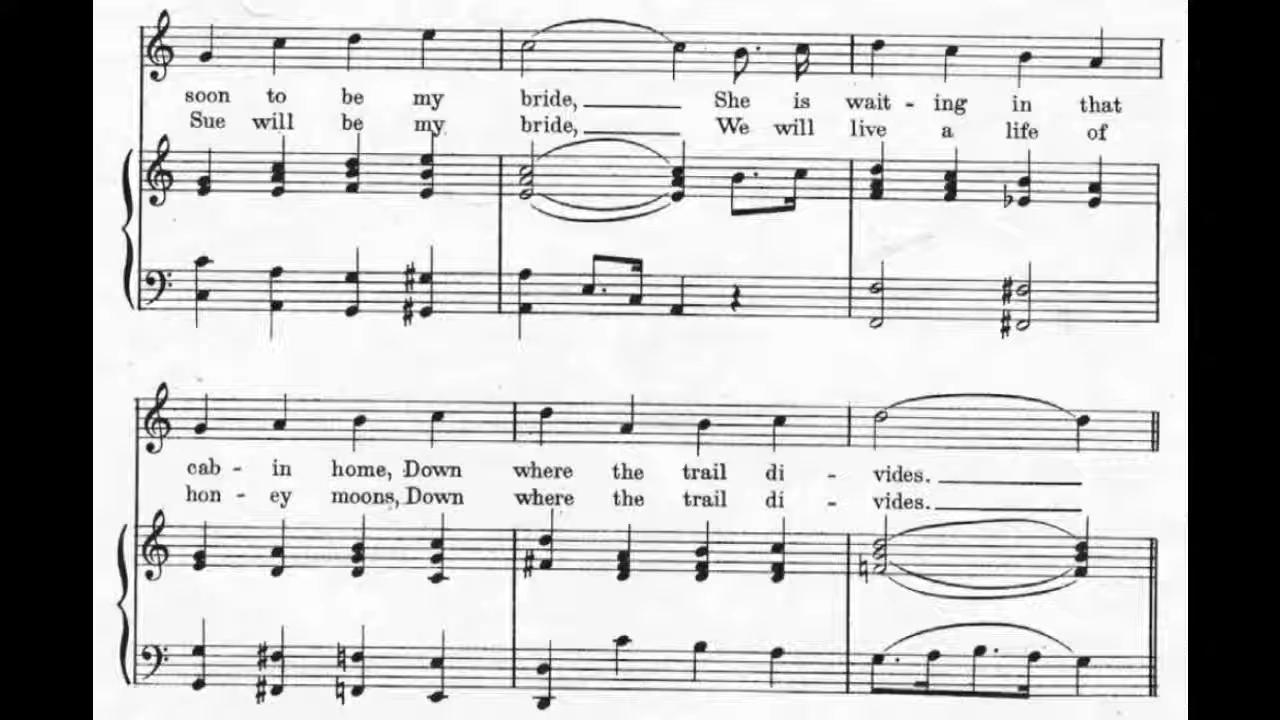 soon to be my bride, She is wait - ing in that
Sue will be my bride, We will live a life of
cab - in home, Down where the trail di - vides.
hon - ey moons, Down where the trail di - vides.